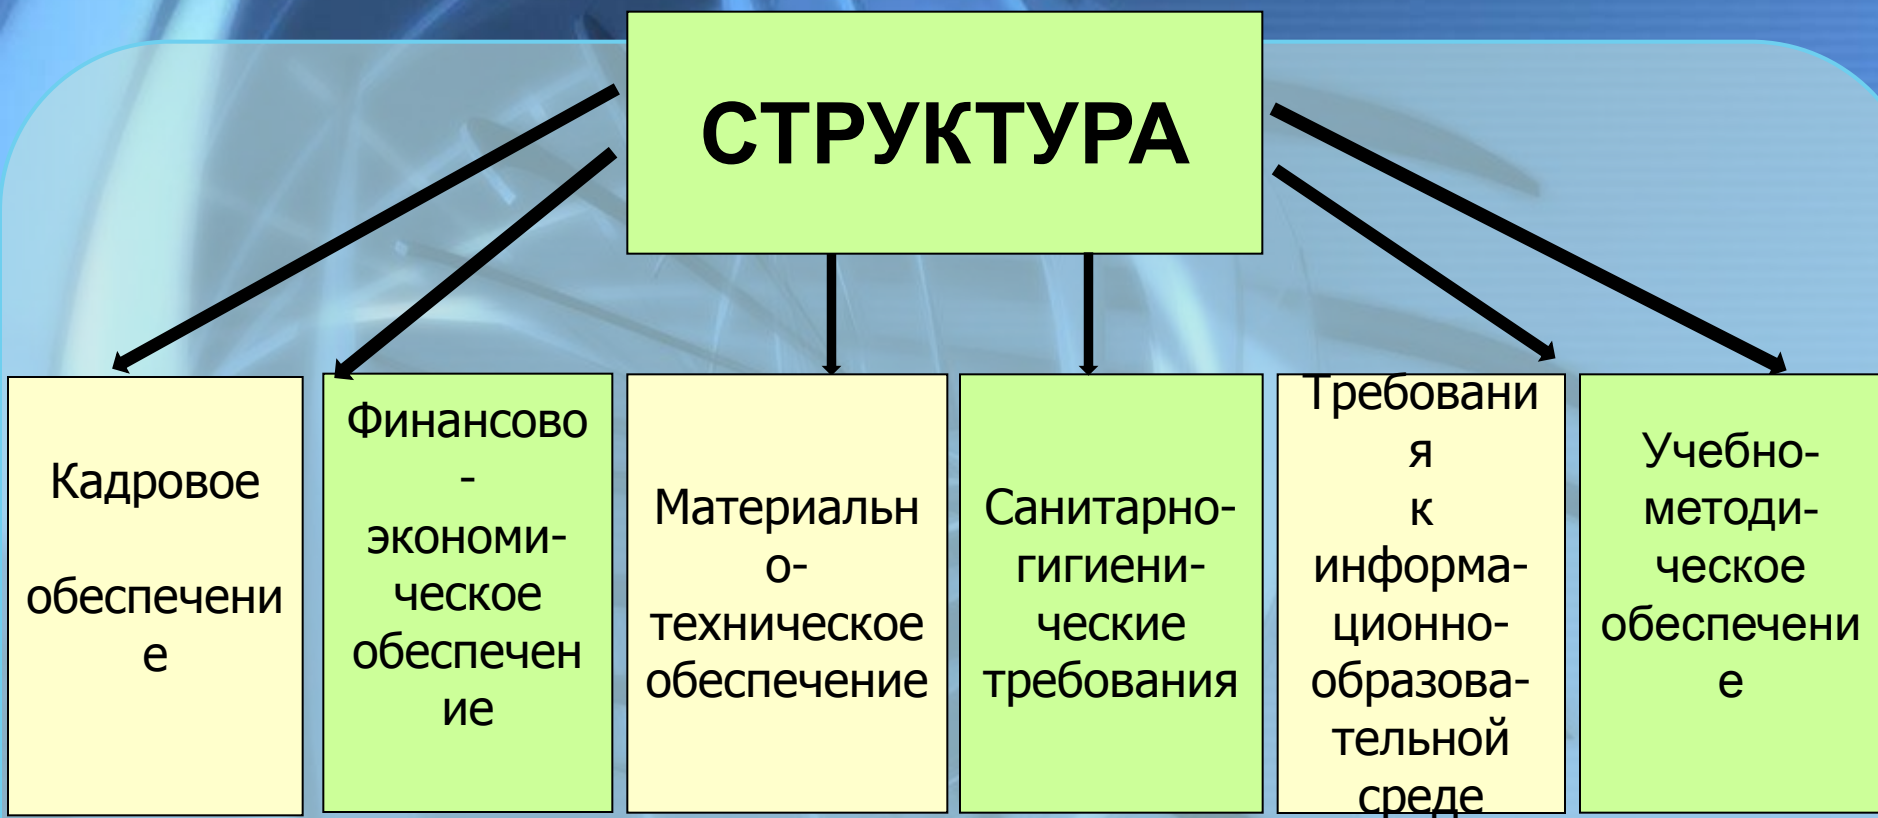 СТРУКТУРА
Кадровое
обеспечени
е
Финансово
-
экономи-
ческое
обеспечен
ие
Материальн
о-
техническое
обеспечение
Санитарно-
гигиени-
ческие
требования
Требовани
я
к
информа-
ционно-
образова-
тельной
среде
Учебно-
методи-
ческое
обеспечени
е